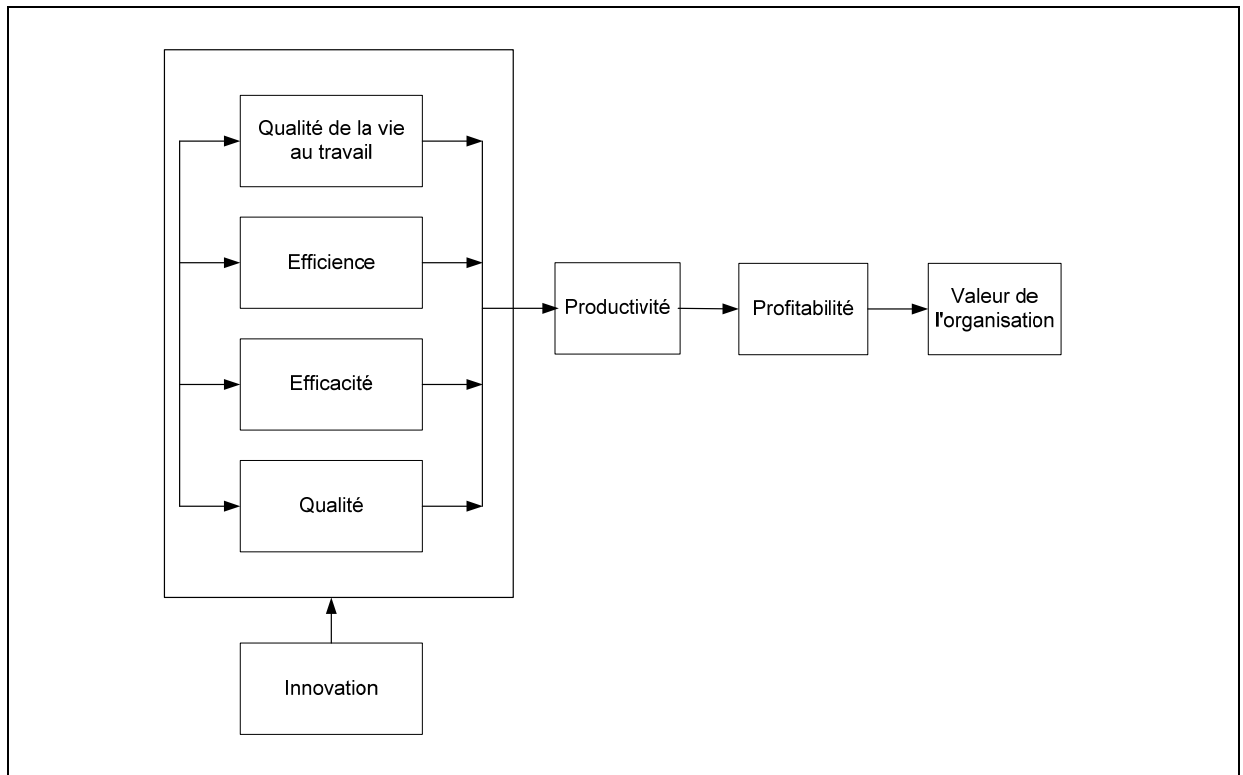 Qualité de la vie
au travail
Efficience
Efficacité
Qualité
Productivité
Profitabilité
Valeur de
l'organisation
Innovation